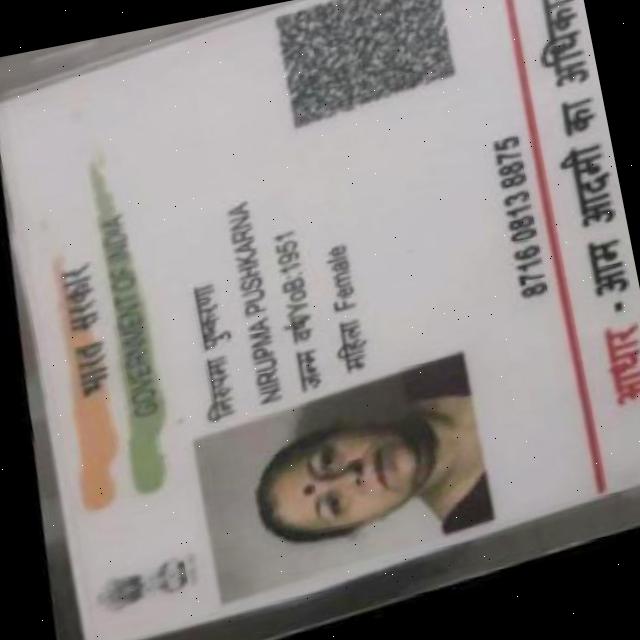 भारत सरकार
GOVERNMENT OF INDIA
निरुपमा पुष्करणा
NIRUPMA PUSHKARNA
जन्म वर्ष/YoB:1951
महिला Female
8716 0813 8875
आधार - आम आदमी का अधिकार